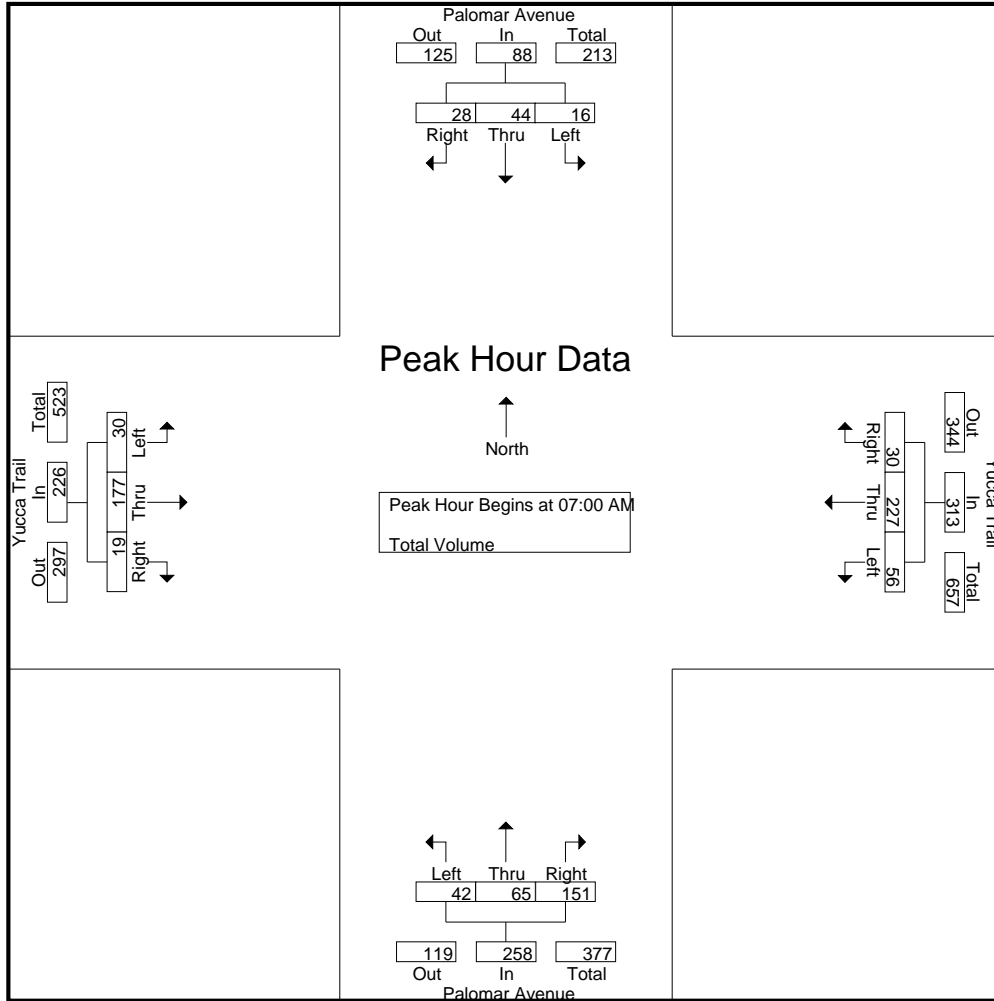 Palomar Avenue
Out In Total
125 88 213
28 44 16
Right Thru Left
Peak Hour Data
North
Peak Hour Begins at 07:00 AM
Total Volume
Yucca Trail
Out In Total
297 226 523
19 177 30
Right Thru Left
Yucca Trail
Out In Total
344 313 657
30 227 56
Right Thru Left
Left Thru Right
42 65 151
119 258 377
Out In Total
Palomar Avenue